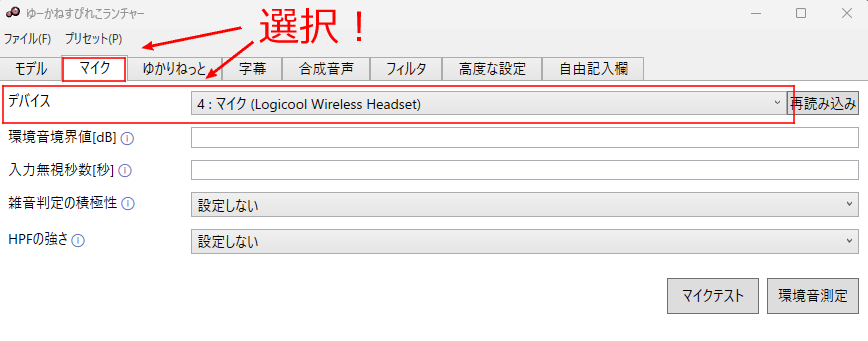 ゆーかねすぴれこランチャー
選択！
ファイル(F) プリセット(P)
モデル マイク ゆかりねっと 字幕 合成音声 フィルタ 高度な設定 自由記入欄
デバイス 4 : マイク (Logicool Wireless Headset) 再読み込み
環境音境界値[dB]
入力無視秒数[秒]
雑音判定の積極性 設定しない
HPFの強さ 設定しない
マイクテスト 環境音測定